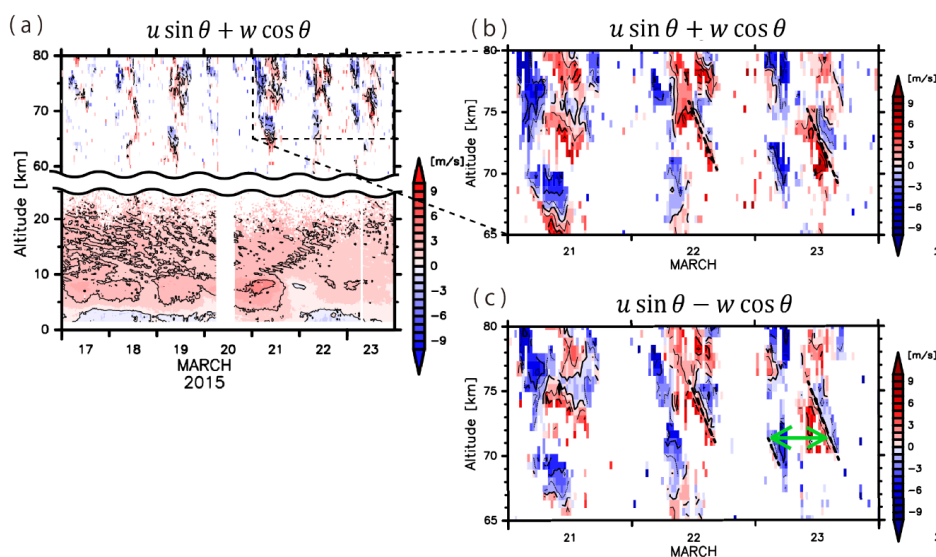 (a)
u sin θ + w cos θ
80
70
60
20
10
0
Altitude [km]
17 18 19 20 21 22 23
MARCH
2015
[m/s]
9
6
3
0
−3
−6
−9
(b)
u sin θ + w cos θ
80
75
70
65
Altitude [km]
21 22 23
MARCH
[m/s]
9
6
3
0
−3
−6
−9
(c)
u sin θ − w cos θ
80
75
70
65
Altitude [km]
21 22 23
MARCH
[m/s]
9
6
3
0
−3
−6
−9